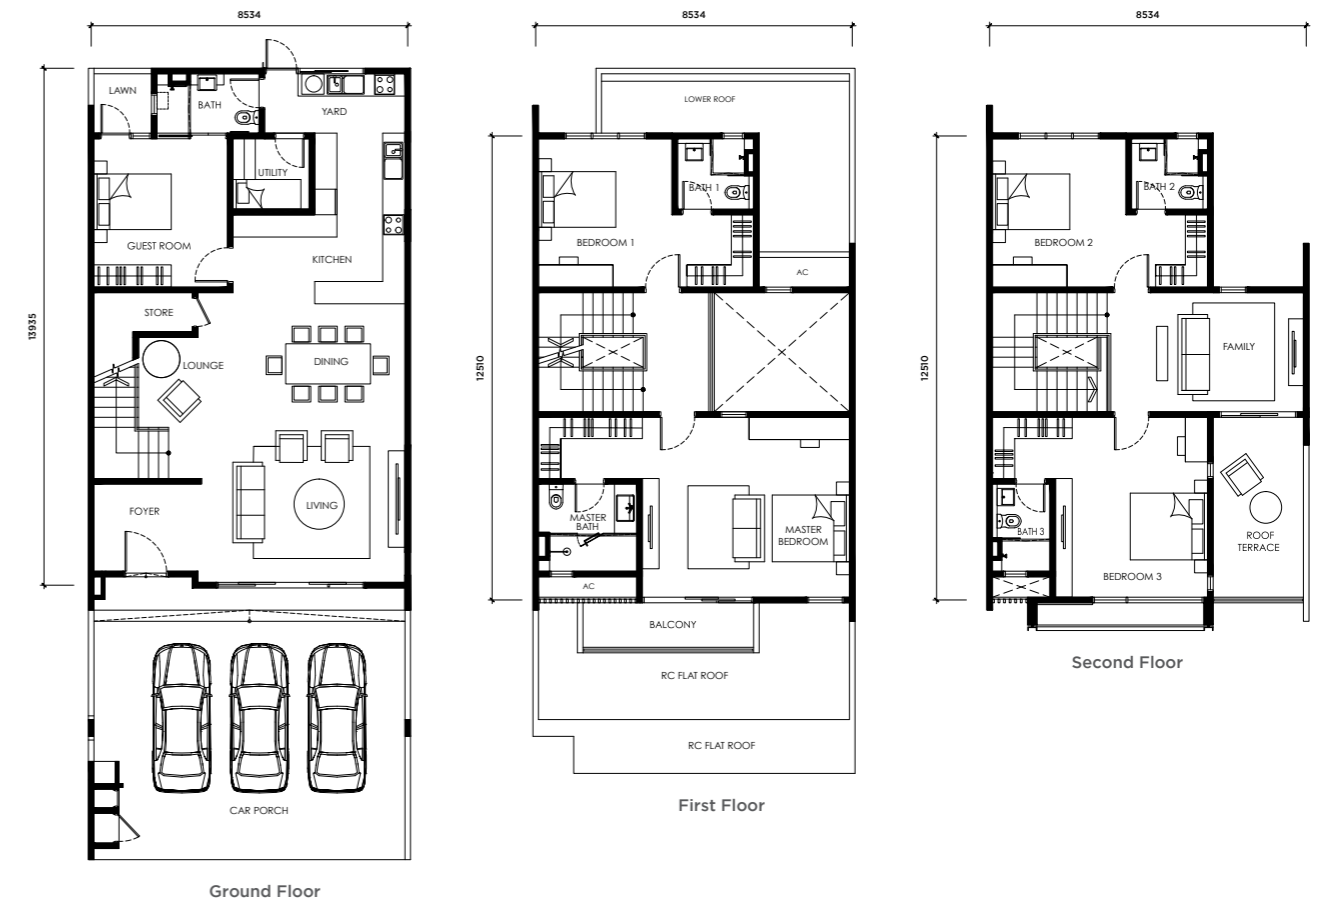 8534
13935
LAWN
BATH
YARD
UTILITY
GUEST ROOM
KITCHEN
STORE
LOUNGE
DINING
LIVING
FOYER
CAR PORCH
Ground Floor
8534
12510
LOWER ROOF
BATH 1
BEDROOM 1
AC
MASTER
BATH
MASTER
BEDROOM
AC
BALCONY
RC FLAT ROOF
RC FLAT ROOF
First Floor
8534
12510
BATH 2
BEDROOM 2
FAMILY
BATH 3
ROOF
TERRACE
BEDROOM 3
Second Floor